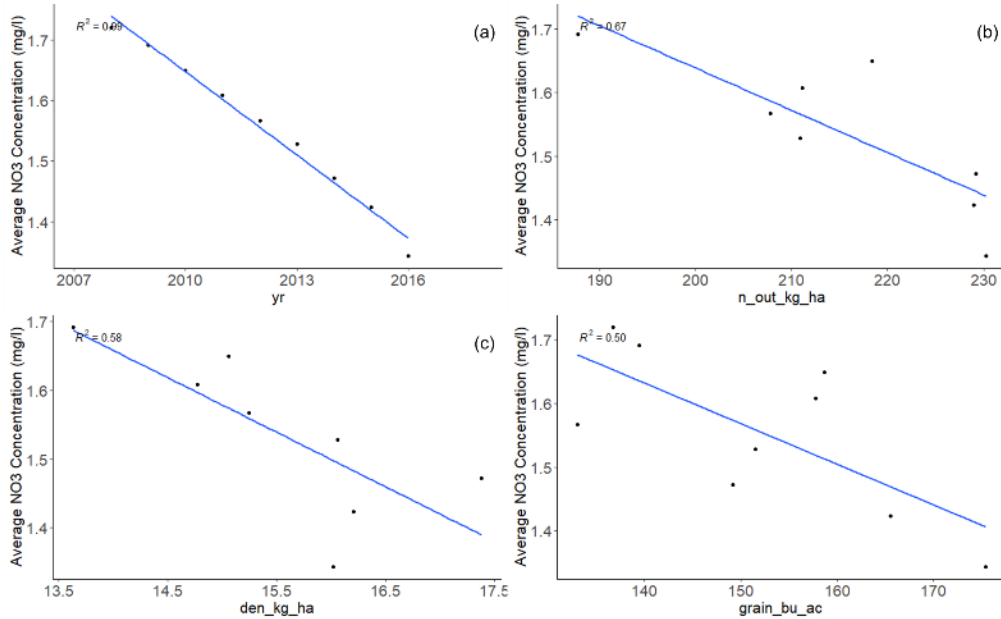 R² = 0.99
(a)
1.7
1.6
1.5
1.4
Average NO3 Concentration (mg/l)
2007
2010
2013
2016
yr
R² = 0.67
(b)
1.7
1.6
1.5
1.4
Average NO3 Concentration (mg/l)
190
200
210
220
230
n_out_kg_ha
1.7
R² = 0.58
(c)
1.6
1.5
1.4
Average NO3 Concentration (mg/l)
13.5
14.5
15.5
16.5
17.5
den_kg_ha
R² = 0.50
1.7
1.6
1.5
1.4
Average NO3 Concentration (mg/l)
140
150
160
170
grain_bu_ac